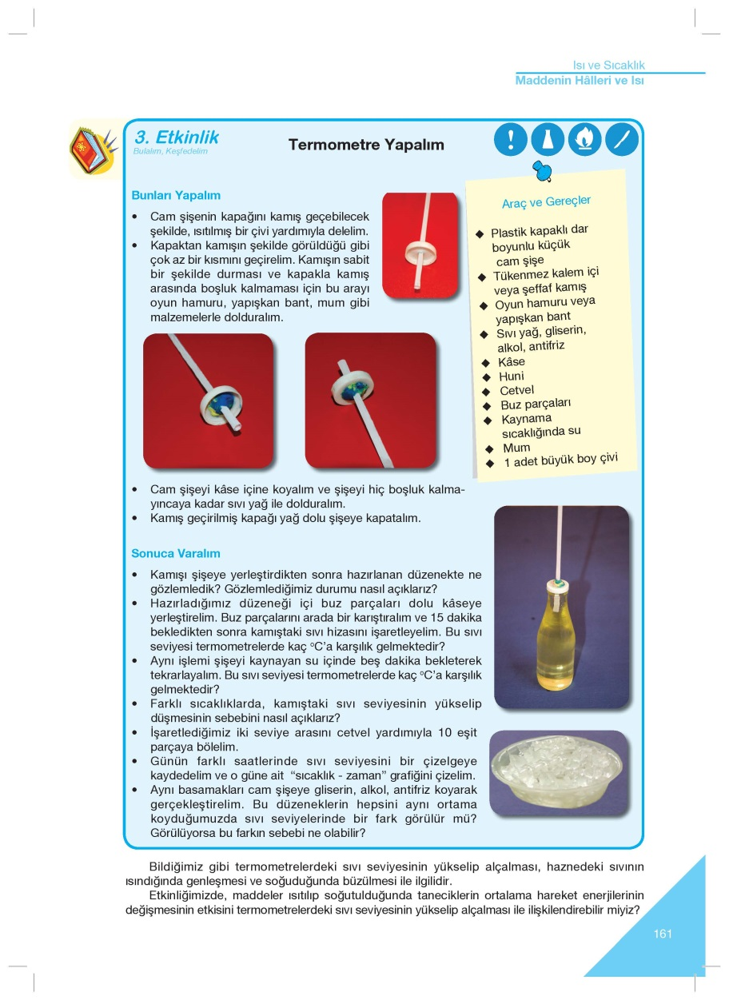 Isı ve Sıcaklık
Maddenin Hâlleri ve Isı
3. Etkinlik
Bulalım, Keşfedelim
Termometre Yapalım
Bunları Yapalım
• Cam şişenin kapağını kamış geçebilecek
şekilde, ısıtılmış bir çivi yardımıyla delelim.
• Kapaktan kamışın şekilde görüldüğü gibi
çok az bir kısmını geçirelim. Kamışın sabit
bir şekilde durması ve kapakla kamış
arasında boşluk kalmaması için bu arayı
oyun hamuru, yapışkan bant, mum gibi
malzemelerle dolduralım.
Araç ve Gereçler
◆ Plastik kapaklı dar
boyunlu küçük
cam şişe
◆ Tükenmez kalem içi
veya şeffaf kamış
◆ Oyun hamuru veya
yapışkan bant
◆ Sıvı yağ, gliserin,
alkol, antifriz
◆ Kâse
◆ Huni
◆ Cetvel
◆ Buz parçaları
◆ Kaynama
sıcaklığında su
◆ Mum
◆ 1 adet büyük boy çivi
• Cam şişeyi kâse içine koyalım ve şişeyi hiç boşluk kalma-
yıncaya kadar sıvı yağ ile dolduralım.
• Kamış geçirilmiş kapağı yağ dolu şişeye kapatalım.
Sonuca Varalım
• Kamışı şişeye yerleştirdikten sonra hazırlanan düzenekte ne
gözlemledik? Gözlemlediğimiz durumu nasıl açıklarız?
• Hazırladığımız düzeneği içi buz parçaları dolu kâseye
yerleştirelim. Buz parçalarını arada bir karıştıralım ve 15 dakika
bekledikten sonra kamıştaki sıvı hizasını işaretleyelim. Bu sıvı
seviyesi termometrelerde kaç °C'a karşılık gelmektedir?
• Aynı işlemi şişeyi kaynayan su içinde beş dakika bekleterek
tekrarlayalım. Bu sıvı seviyesi termometrelerde kaç °C'a karşılık
gelmektedir?
• Farklı sıcaklıklarda, kamıştaki sıvı seviyesinin yükselip
düşmesinin sebebini nasıl açıklarız?
• İşaretlediğimiz iki seviye arasını cetvel yardımıyla 10 eşit
parçaya bölelim.
• Günün farklı saatlerinde sıvı seviyesini bir çizelgeye
kaydedelim ve o güne ait “sıcaklık - zaman” grafiğini çizelim.
• Aynı basamakları cam şişeye gliserin, alkol, antifriz koyarak
gerçekleştirelim. Bu düzeneklerin hepsini aynı ortama
koyduğumuzda sıvı seviyelerinde bir fark görülür mü?
Görülüyorsa bu farkın sebebi ne olabilir?
Bildiğimiz gibi termometrelerdeki sıvı seviyesinin yükselip alçalması, haznedeki sıvının
ısındığında genleşmesi ve soğuduğunda büzülmesi ile ilgilidir.
Etkinliğimizde, maddeler ısıtılıp soğutulduğunda taneciklerin ortalama hareket enerjilerinin
değişmesinin etkisini termometrelerdeki sıvı seviyesinin yükselip alçalması ile ilişkilendirebilir miyiz?
161